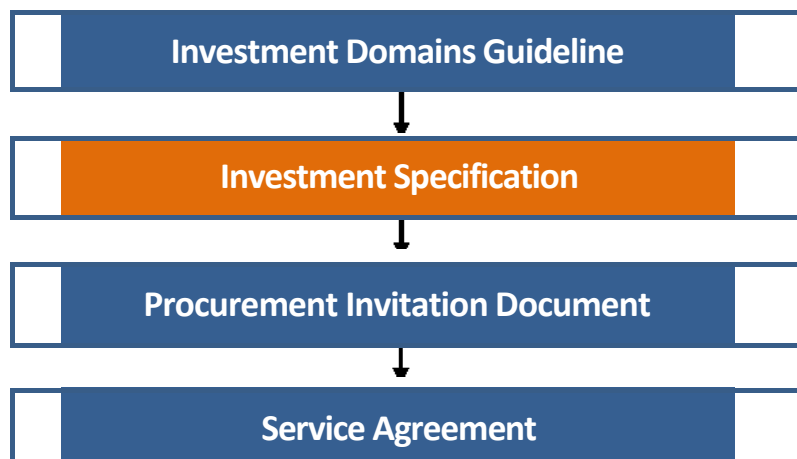 Investment Domains Guideline
Investment Specification
Procurement Invitation Document
Service Agreement